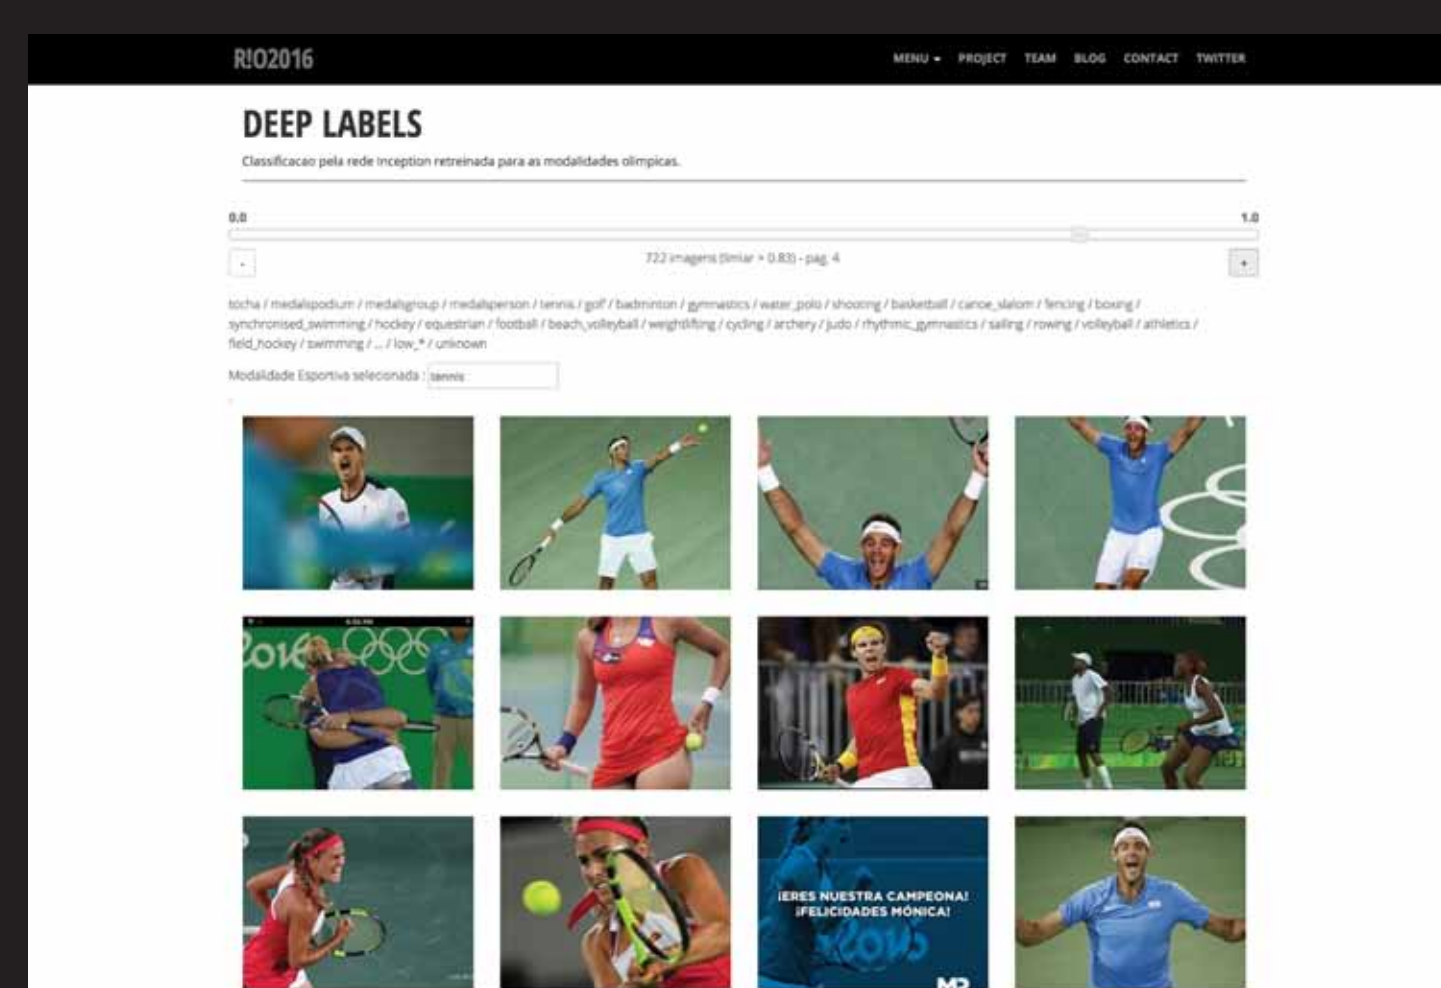 R!O2016
MENU PROJECT TEAM BLOG CONTACT TWITTER
DEEP LABELS
Classificacao pela rede Inception retreinada para as modalidades olimpicas.
0.0 1.0
- 722 imagens (limiar > 0.83) - pag. 4 +
tocha / medalspodium / medalsgroup / medalsperson / tennis / golf / badminton / gymnastics / water_polo / shooting / basketball / canoe_slalom / fencing / boxing /
synchronised_swimming / hockey / equestrian / football / beach_volleyball / weightlifting / cycling / archery / judo / rhythmic_gymnastics / sailing / rowing / volleyball / athletics /
field_hockey / swimming / ... / low_* / unknown
Modalidade Esportiva selecionada : tennis
¡ERES NUESTRA CAMPEONA!
¡FELICIDADES MÓNICA!